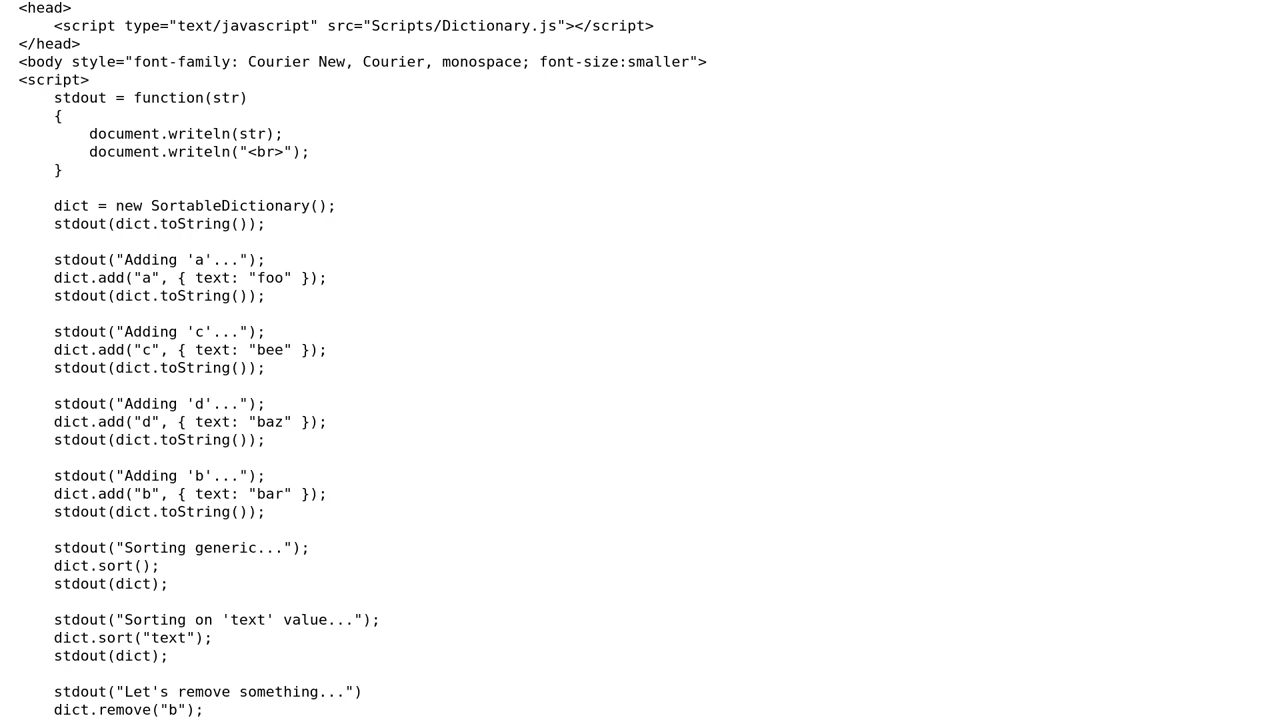 <head>
    <script type="text/javascript" src="Scripts/Dictionary.js"></script>
</head>
<body style="font-family: Courier New, Courier, monospace; font-size:smaller">
<script>
    stdout = function(str)
    {
        document.writeln(str);
        document.writeln("<br>");
    }

    dict = new SortableDictionary();
    stdout(dict.toString());

    stdout("Adding 'a'...");
    dict.add("a", { text: "foo" });
    stdout(dict.toString());

    stdout("Adding 'c'...");
    dict.add("c", { text: "bee" });
    stdout(dict.toString());

    stdout("Adding 'd'...");
    dict.add("d", { text: "baz" });
    stdout(dict.toString());

    stdout("Adding 'b'...");
    dict.add("b", { text: "bar" });
    stdout(dict.toString());

    stdout("Sorting generic...");
    dict.sort();
    stdout(dict);

    stdout("Sorting on 'text' value...");
    dict.sort("text");
    stdout(dict);

    stdout("Let's remove something...")
    dict.remove("b");